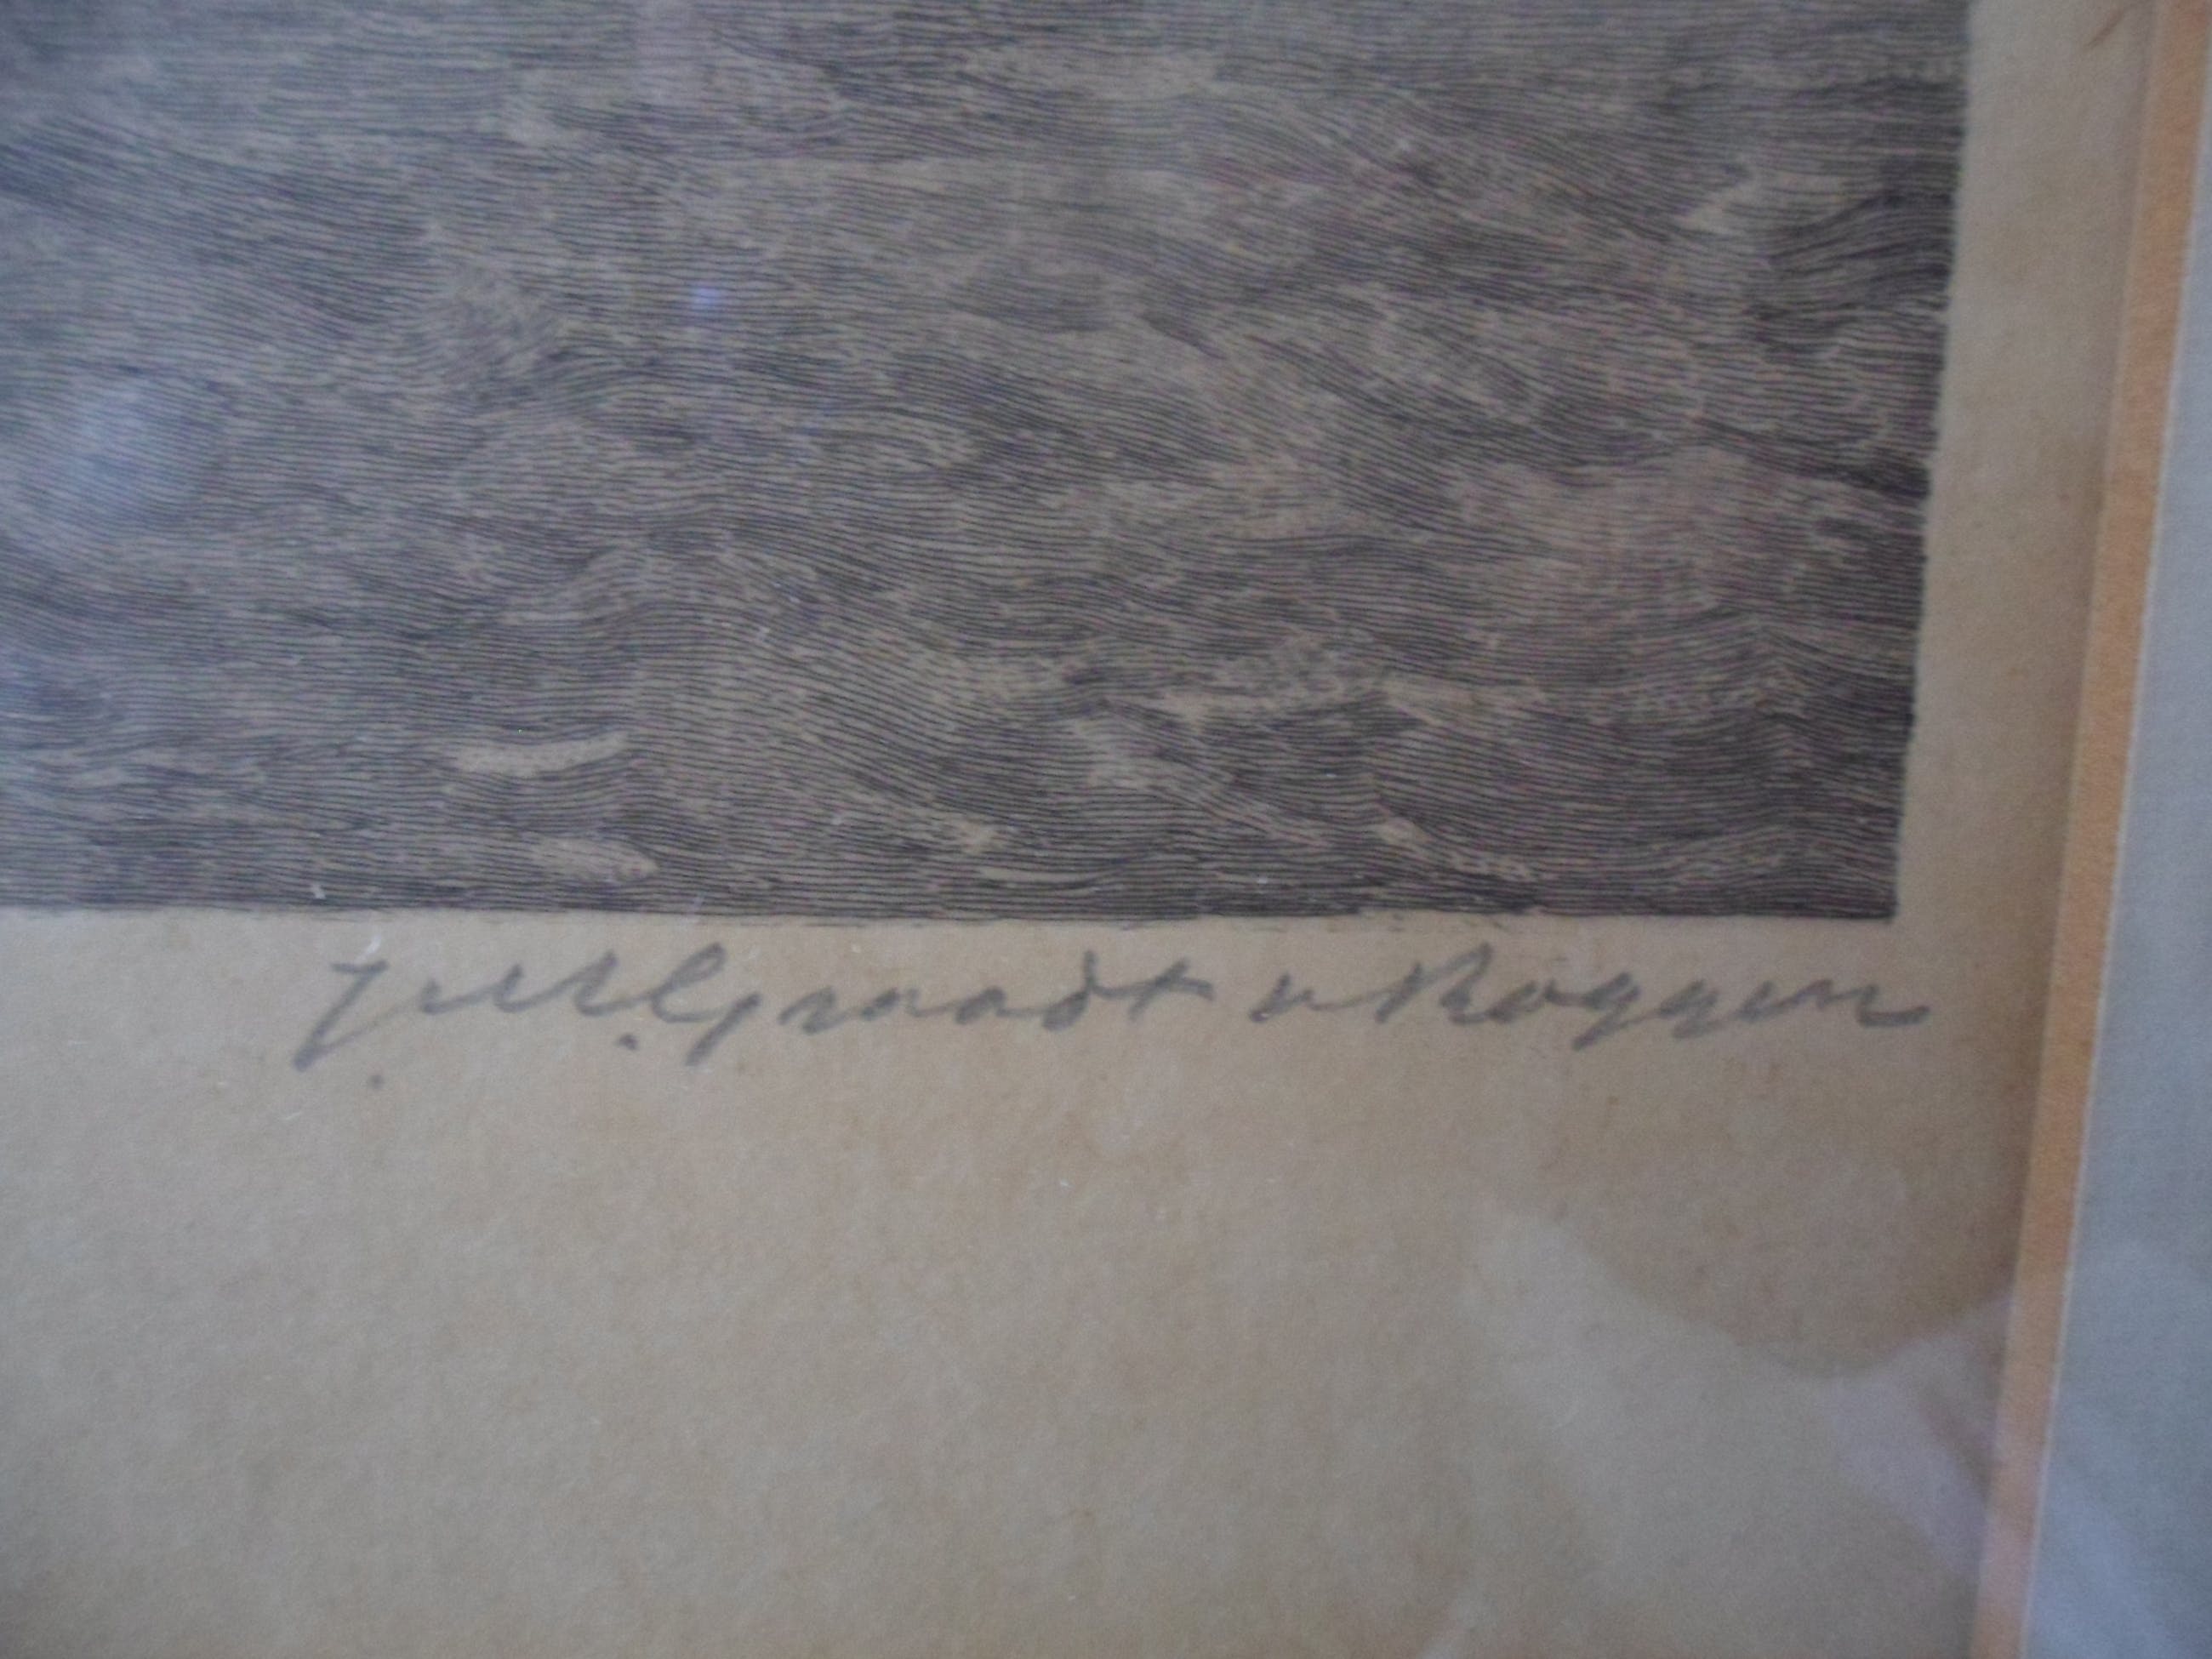 J. M. Graadt v Roggen